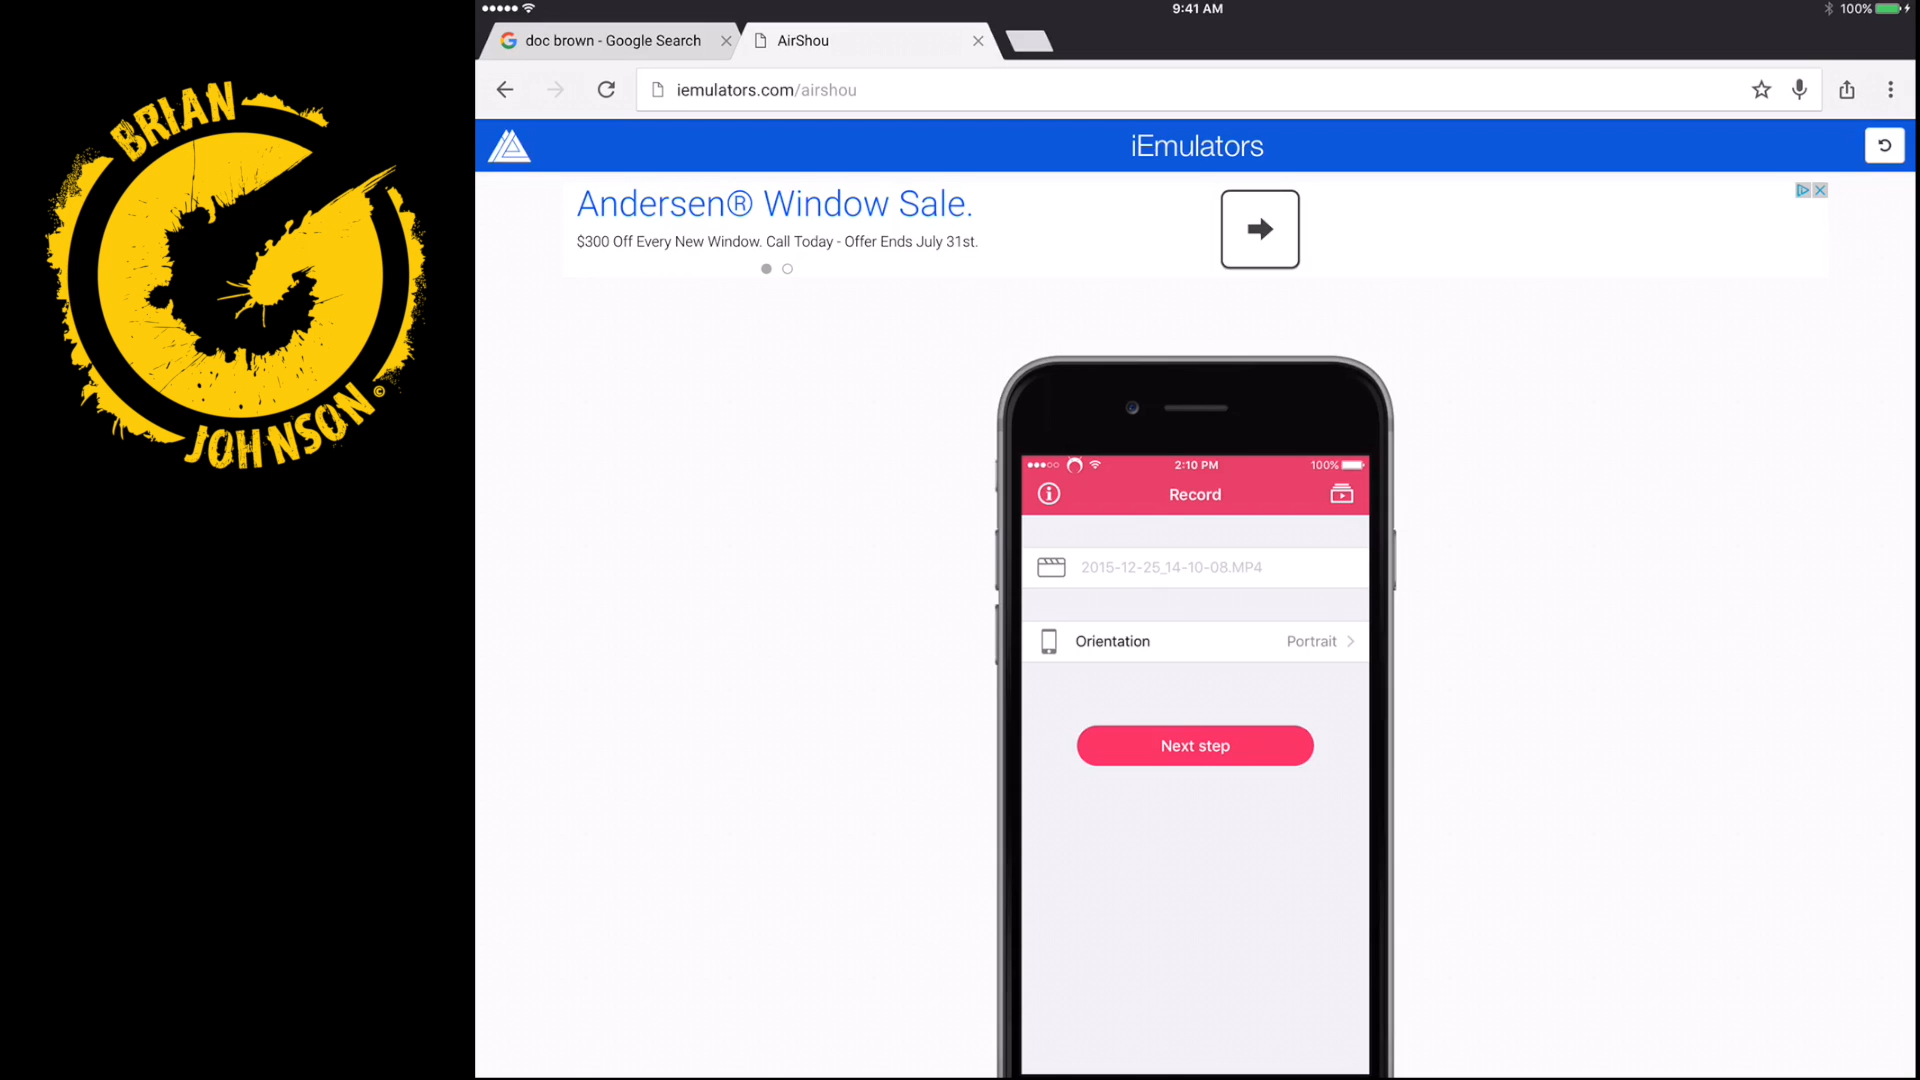 BRIAN
JOHNSON©
9:41 AM
100%
doc brown - Google Search
AirShou
iemulators.com/airshou
iEmulators
Andersen® Window Sale.
$300 Off Every New Window. Call Today - Offer Ends July 31st.
2:10 PM
100%
Record
2015-12-25_14-10-08.MP4
Orientation
Portrait
Next step